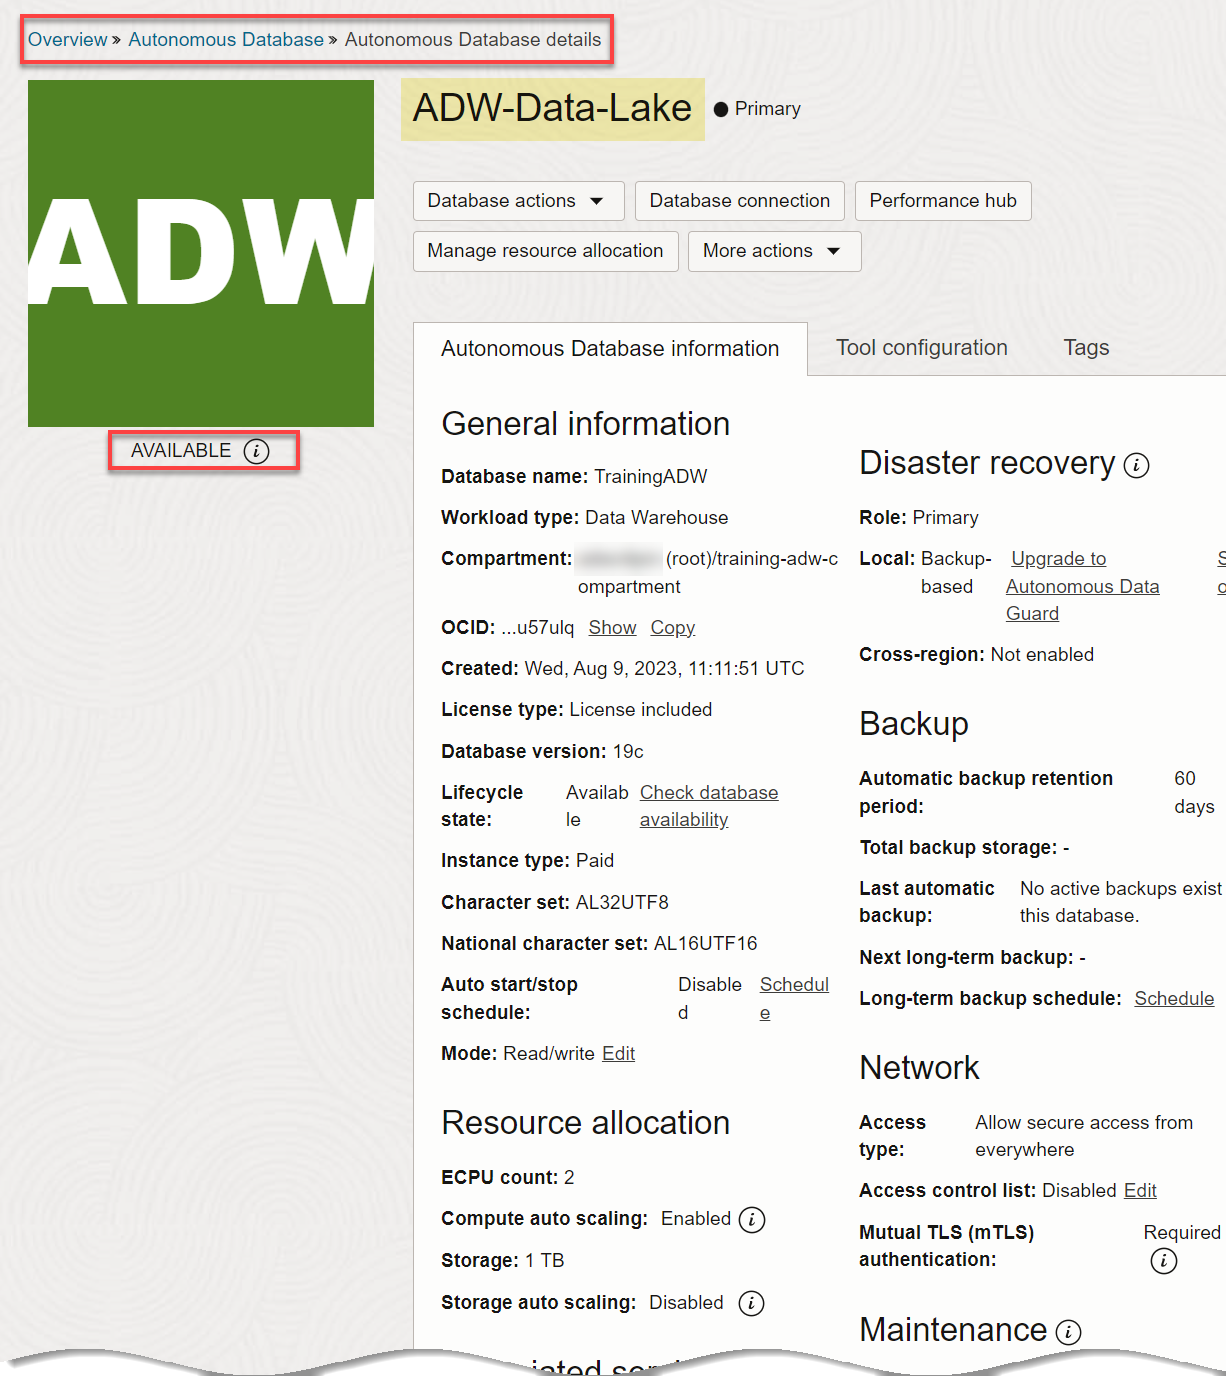 Overview » Autonomous Database » Autonomous Database details
ADW
AVAILABLE i
ADW-Data-Lake ● Primary
Database actions ▼ Database connection Performance hub
Manage resource allocation More actions ▼
Autonomous Database information Tool configuration Tags
General information
Database name: TrainingADW
Workload type: Data Warehouse
Compartment: (root)/training-adw-c
ompartment
OCID: ...u57ulq Show Copy
Created: Wed, Aug 9, 2023, 11:11:51 UTC
License type: License included
Database version: 19c
Lifecycle Availab Check database
state: le availability
Instance type: Paid
Character set: AL32UTF8
National character set: AL16UTF16
Auto start/stop Disable Schedul
schedule: d e
Mode: Read/write Edit
Resource allocation
ECPU count: 2
Compute auto scaling: Enabled i
Storage: 1 TB
Storage auto scaling: Disabled i
Disaster recovery i
Role: Primary
Local: Backup- Upgrade to S
based Autonomous Data o
Guard
Cross-region: Not enabled
Backup
Automatic backup retention 60
period: days
Total backup storage: -
Last automatic No active backups exist
backup: this database.
Next long-term backup: -
Long-term backup schedule: Schedule
Network
Access Allow secure access from
type: everywhere
Access control list: Disabled Edit
Mutual TLS (mTLS) Required
authentication: i
Maintenance i